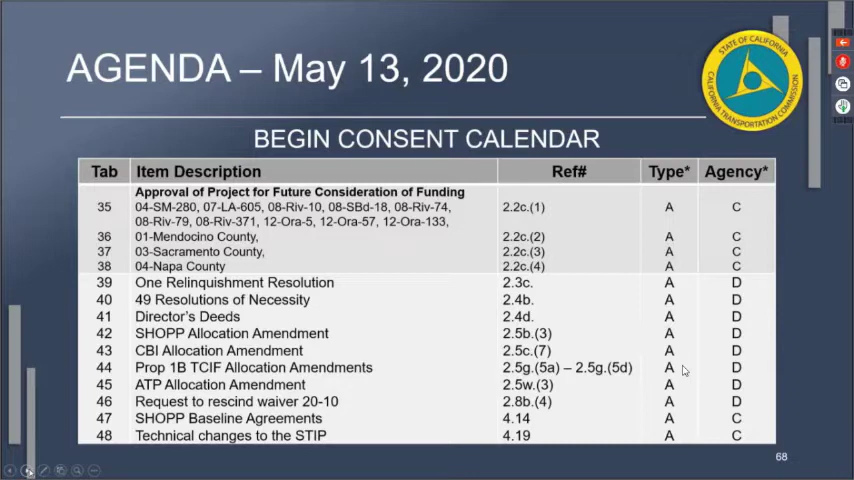 AGENDA – May 13, 2020
STATE OF CALIFORNIA
CALIFORNIA TRANSPORTATION COMMISSION
BEGIN CONSENT CALENDAR
Tab Item Description Ref# Type* Agency*
Approval of Project for Future Consideration of Funding
35 04-SM-280, 07-LA-605, 08-Riv-10, 08-SBd-18, 08-Riv-74, 2.2c.(1) A C
08-Riv-79, 08-Riv-371, 12-Ora-5, 12-Ora-57, 12-Ora-133,
36 01-Mendocino County, 2.2c.(2) A C
37 03-Sacramento County, 2.2c.(3) A C
38 04-Napa County 2.2c.(4) A C
39 One Relinquishment Resolution 2.3c. A D
40 49 Resolutions of Necessity 2.4b. A D
41 Director's Deeds 2.4d. A D
42 SHOPP Allocation Amendment 2.5b.(3) A D
43 CBI Allocation Amendment 2.5c.(7) A D
44 Prop 1B TCIF Allocation Amendments 2.5g.(5a) – 2.5g.(5d) A D
45 ATP Allocation Amendment 2.5w.(3) A D
46 Request to rescind waiver 20-10 2.8b.(4) A D
47 SHOPP Baseline Agreements 4.14 A C
48 Technical changes to the STIP 4.19 A C
68